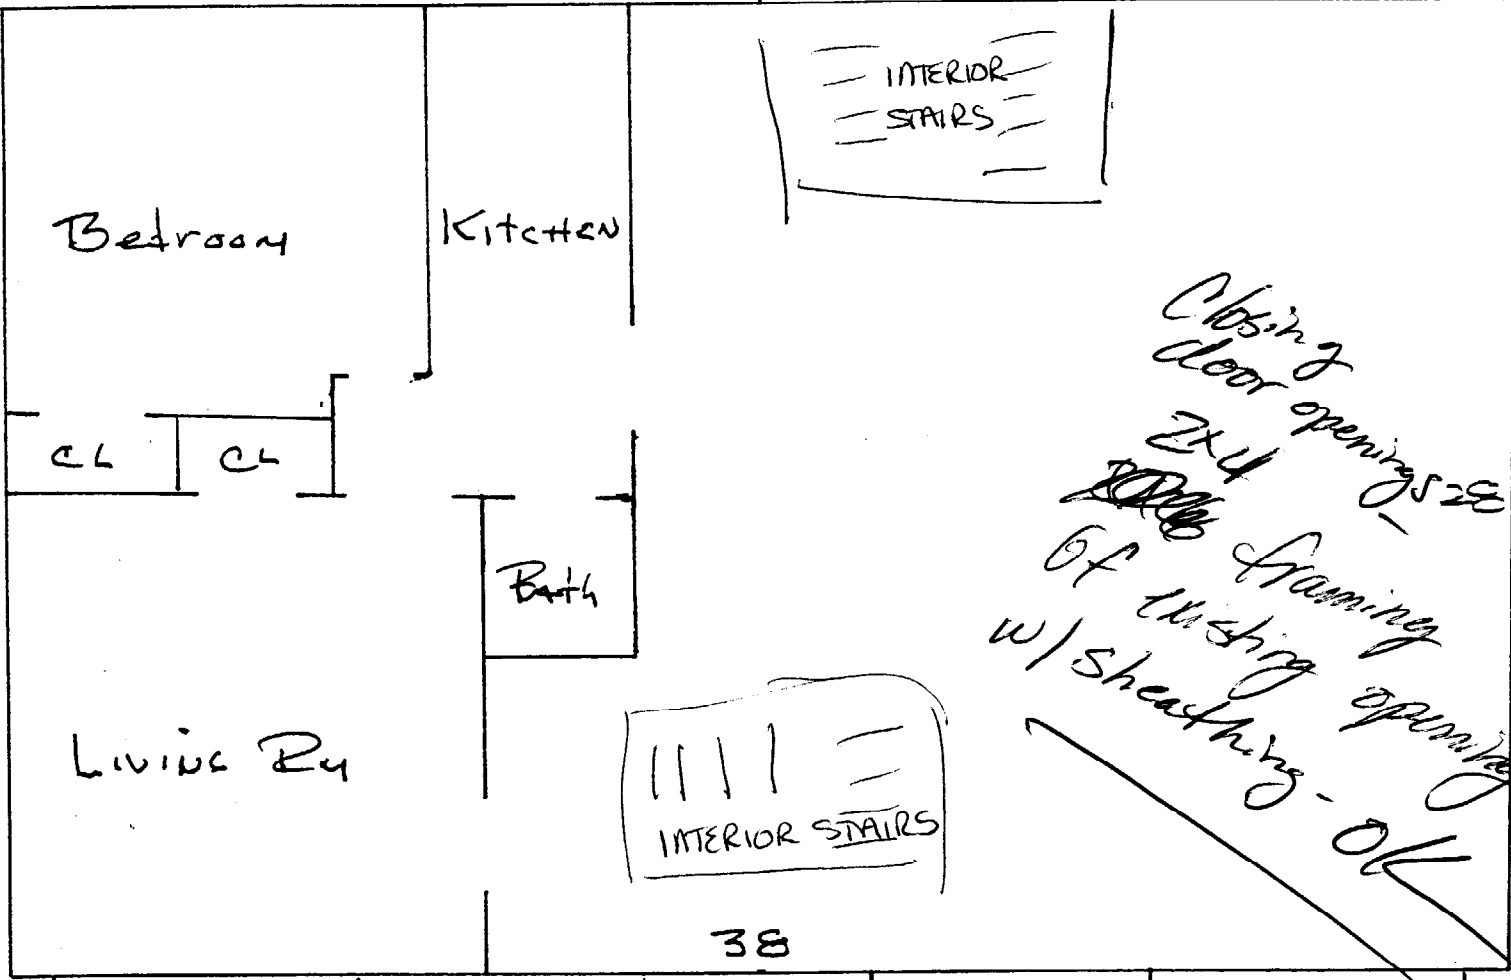 INTERIOR
STAIRS
Bedroom
KITCHEN
CL
CL
Bath
LIVING RM
INTERIOR STAIRS
38
Closing
door openings
2x4
framing
Of existing opening
w/ sheathing - OK